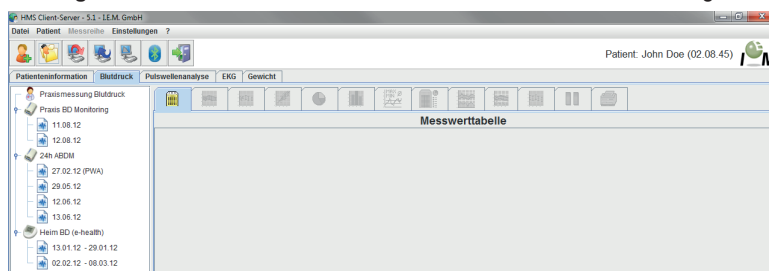 HMS Client-Server - 5.1 - I.E.M. GmbH
Datei Patient Messreihe Einstellungen ?
Patient: John Doe (02.08.45)
Patienteninformation Blutdruck Pulswellenanalyse EKG Gewicht
Praxismessung Blutdruck
Praxis BD Monitoring
11.08.12
12.08.12
24h ABDM
27.02.12 (PWA)
29.05.12
12.06.12
13.06.12
Heim BD (e-health)
13.01.12 - 29.01.12
02.02.12 - 08.03.12
Messwerttabelle